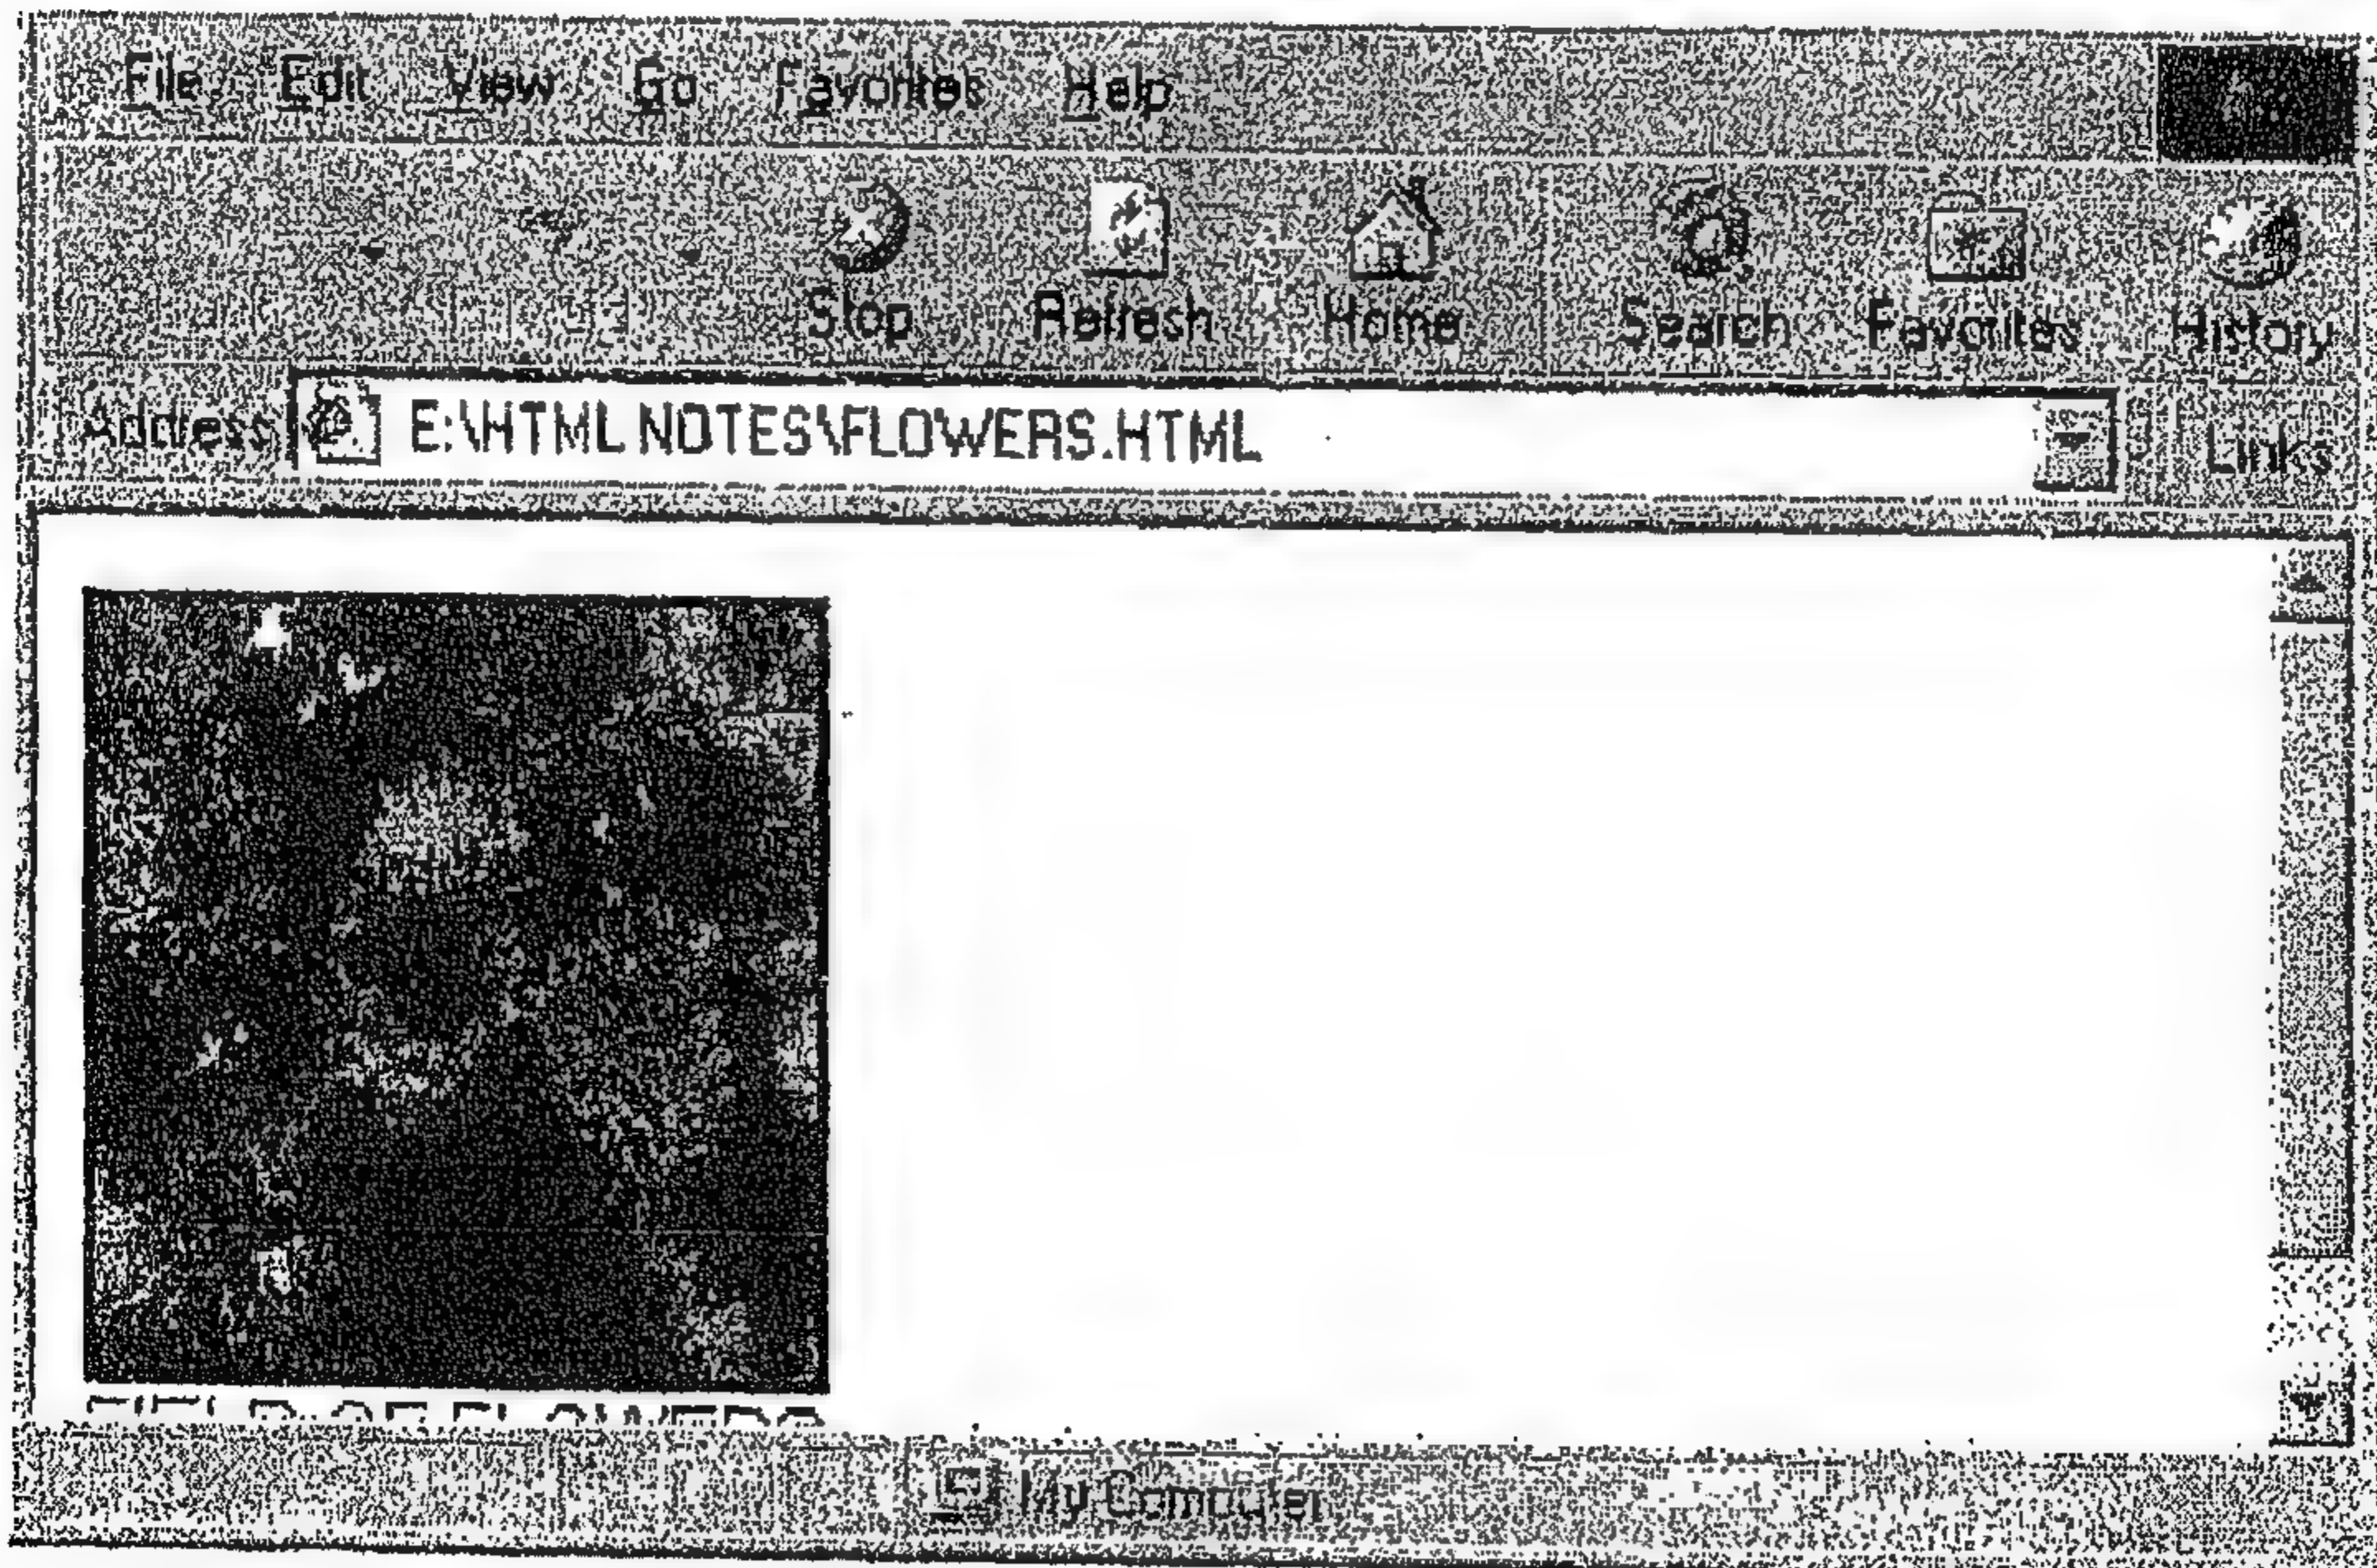 File Edit View Go Favorites Help
Stop Refresh Home Search Favorites History
Address E:\HTML NOTES\FLOWERS.HTML Links
My Computer